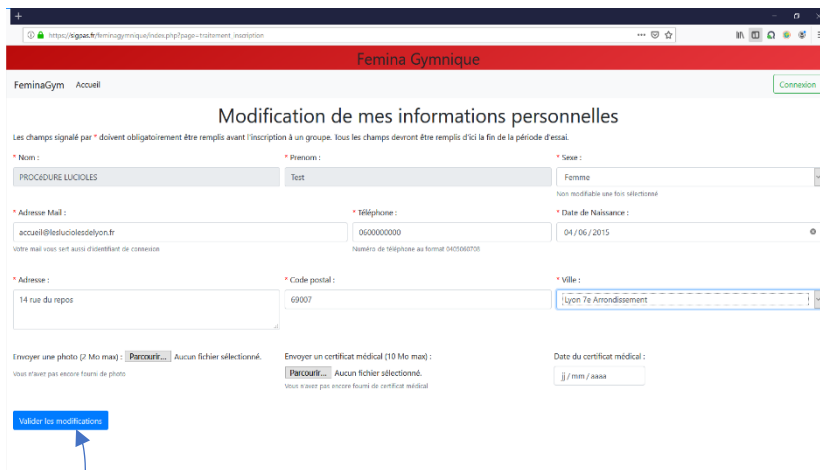 https://sigpas.fr/feminagymnique/index.php?page=traitement_inscription
Femina Gymnique
FeminaGym Accueil Connexion
Modification de mes informations personnelles
Les champs signalé par * doivent obligatoirement être remplis avant l'inscription à un groupe. Tous les champs devront être remplis d'ici la fin de la période d'essai.
* Nom : * Prenom : * Sexe :
PROCéDURE LUCIOLES Test Femme
Non modifiable une fois sélectionné
* Adresse Mail : * Téléphone : * Date de Naissance :
accueil@leslucioles​delyon.fr 0600000000 04 / 06 / 2015
Votre mail vous sert aussi d'identifiant de connexion Numéro de téléphone au format 0405060708
* Adresse : * Code postal : * Ville :
14 rue du repos 69007 Lyon 7e Arrondissement
Envoyer une photo (2 Mo max) : Parcourir... Aucun fichier sélectionné. Envoyer un certificat médical (10 Mo max) : Date du certificat médical :
Vous n'avez pas encore fourni de photo Parcourir... Aucun fichier sélectionné. jj / mm / aaaa
Vous n'avez pas encore fourni de certificat médical
Valider les modifications